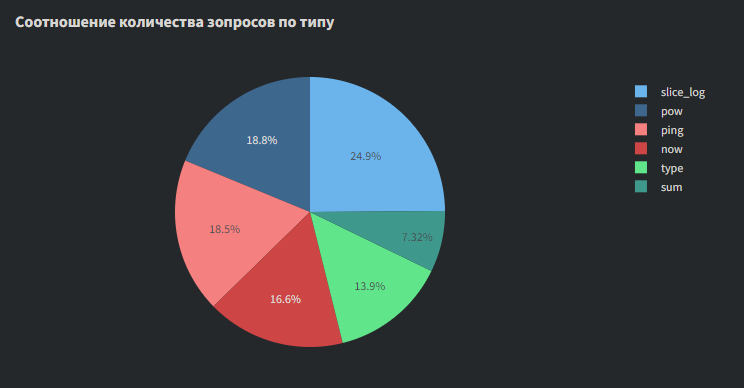 Соотношение количества зопросов по типу
slice_log
pow
ping
now
type
sum
24.9%
18.8%
18.5%
16.6%
13.9%
7.32%